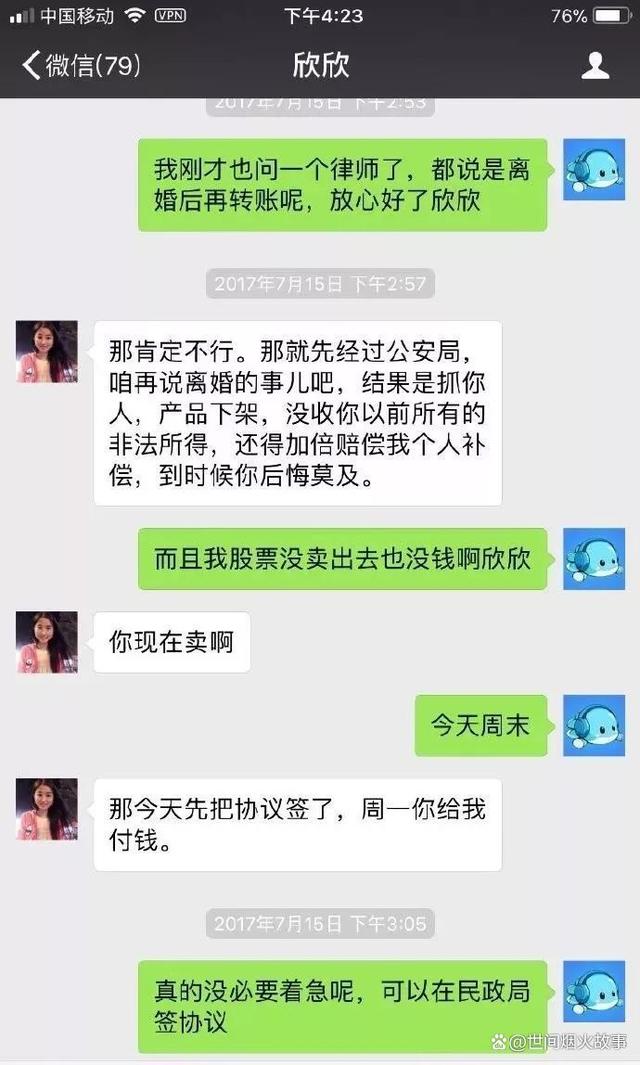 中国移动 VPN 下午4:23 76%
微信(79) 欣欣
2017年7月15日 下午2:53
我刚才也问一个律师了，都说是离
婚后再转账呢，放心好了欣欣
2017年7月15日 下午2:57
那肯定不行。那就先经过公安局，
咱再说离婚的事儿吧，结果是抓你
人，产品下架，没收你以前所有的
非法所得，还得加倍赔偿我个人补
偿，到时候你后悔莫及。
而且我股票没卖出去也没钱啊欣欣
你现在卖啊
今天周末
那今天先把协议签了，周一你给我
付钱。
2017年7月15日 下午3:05
真的没必要着急呢，可以在民政局
签协议
@世间烟火故事